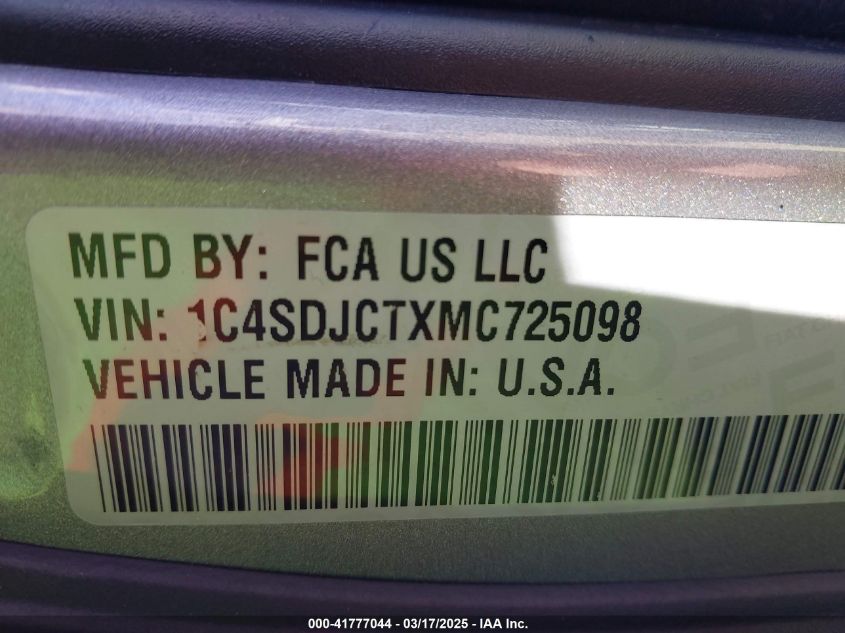 MFD BY: FCA US LLC
VIN: 1C4SDJCTXMC725098
VEHICLE MADE IN: U.S.A.
000-41777044 — 03/17/2025 — IAA Inc.